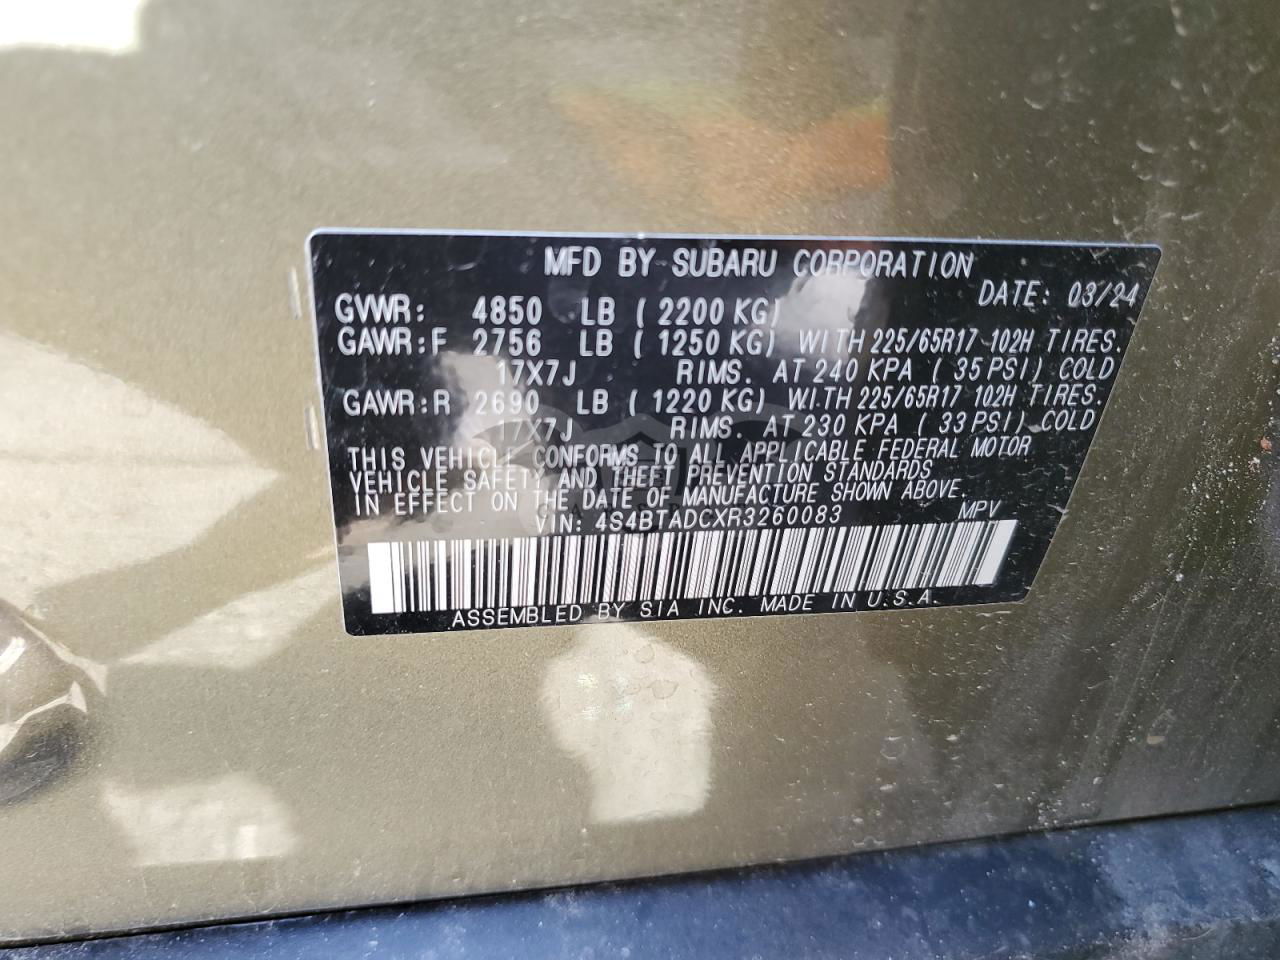 MFD BY SUBARU CORPORATION
DATE: 03/24
GVWR: 4850 LB ( 2200 KG)
GAWR:F 2756 LB ( 1250 KG) WITH 225/65R17 102H TIRES.
17X7J RIMS. AT 240 KPA ( 35 PSI) COLD
GAWR:R 2690 LB ( 1220 KG) WITH 225/65R17 102H TIRES.
17X7J RIMS. AT 230 KPA ( 33 PSI) COLD
THIS VEHICLE CONFORMS TO ALL APPLICABLE FEDERAL MOTOR
VEHICLE SAFETY AND THEFT PREVENTION STANDARDS
IN EFFECT ON THE DATE OF MANUFACTURE SHOWN ABOVE.
VIN: 4S4BTADCXR3260083 MPV
ASSEMBLED BY SIA INC. MADE IN U.S.A.